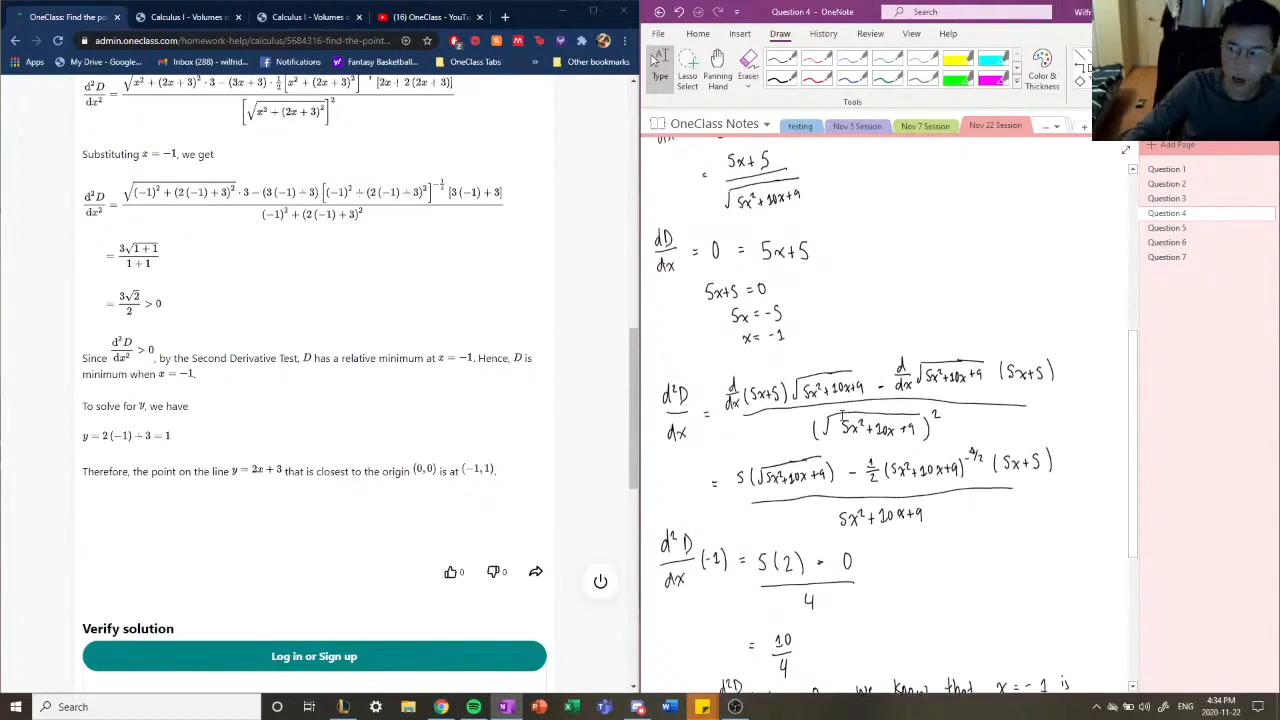 OneClass Find the poin
Calculus I - Volumes
Calculus I - Volumes o
(16) OneClass - YouTu
admin.oneclass.com/homework-help/calculus/5684316-find-the-point...
Apps
My Drive - Google...
Inbox (28) - wilfre...
Fantasy Basketball...
OneClass Tabs
Other bookmarks
Substituting x = −1, we get
= 3√(1+1) / (1+1)
= 3√2 / 2 > 0
Since d²D/dx² > 0, by the Second Derivative Test, D has a relative minimum at x = −1. Hence, D is
minimum when x = −1.
To solve for y, we have
y = 2(−1) + 3 = 1
Therefore, the point on the line y = 2x + 3 that is closest to the origin (0,0) is at (−1,1).
0
0
Verify solution
Log in or Sign up
Question 4 - OneNote
Search
File
Home
Insert
Draw
History
Review
View
Help
Type
Lasso Select
Panning Hand
Eraser
Color & Thickness
Tools
OneClass Notes
testing
Nov 5 Session
Nov 7 Session
Nov 22 Session
Add Page
Question 1
Question 2
Question 3
Question 4
Question 5
Question 6
Question 7
= (5x+5) / √(5x²+10x+9)
dD/dx = 0 = 5x+5
5x+5 = 0
5x = -5
x = -1
d²D/dx = (d/dx (5x+5) √(5x²+10x+9) - d/dx √(5x²+10x+9) (5x+5)) / (√(5x²+10x+9))²
= (5(√(5x²+10x+9)) - 1/2 (5x²+10x+9)^(-1/2) (5x+5)) / (5x²+10x+9)
d²D/dx (-1) = (5(2) - 0) / 4
= 10/4
d²D
we know that x = -1 is
Search
4:34 PM
2020-11-22